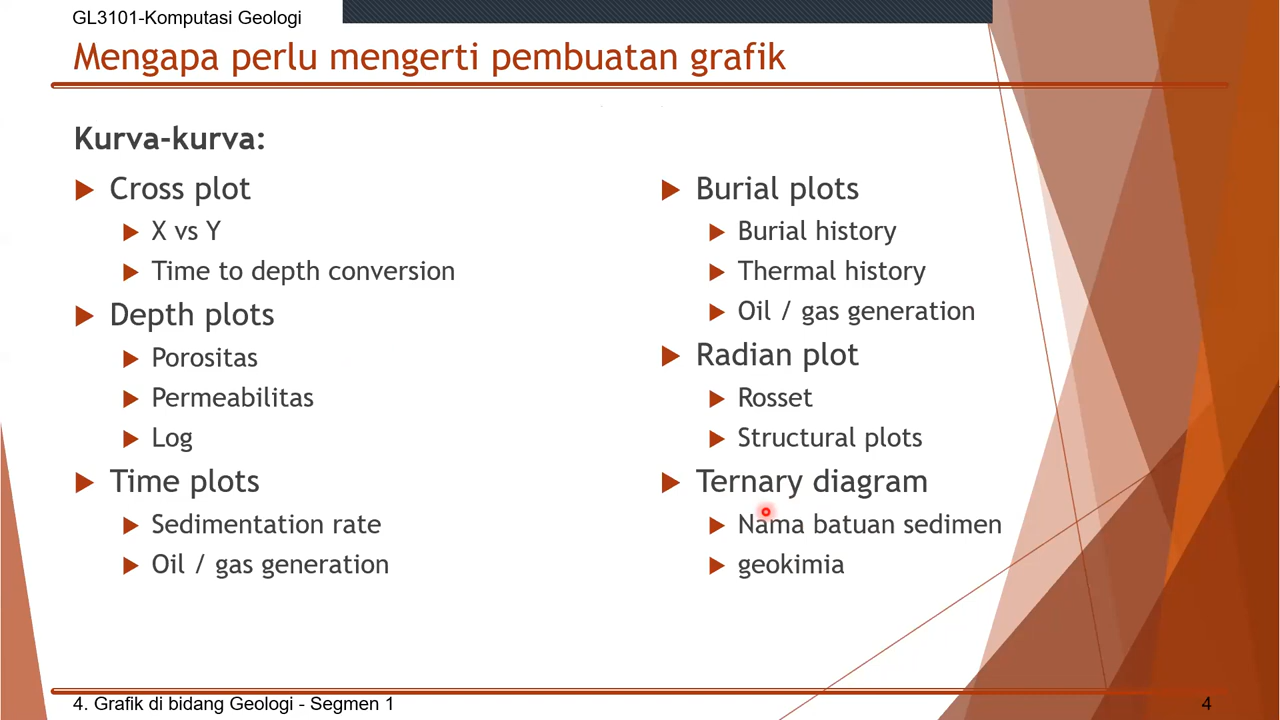 GL3101-Komputasi Geologi
Mengapa perlu mengerti pembuatan grafik
Kurva-kurva:
Cross plot
X vs Y
Time to depth conversion
Depth plots
Porositas
Permeabilitas
Log
Time plots
Sedimentation rate
Oil / gas generation
Burial plots
Burial history
Thermal history
Oil / gas generation
Radian plot
Rosset
Structural plots
Ternary diagram
Nama batuan sedimen
geokimia
4. Grafik di bidang Geologi - Segmen 1
4